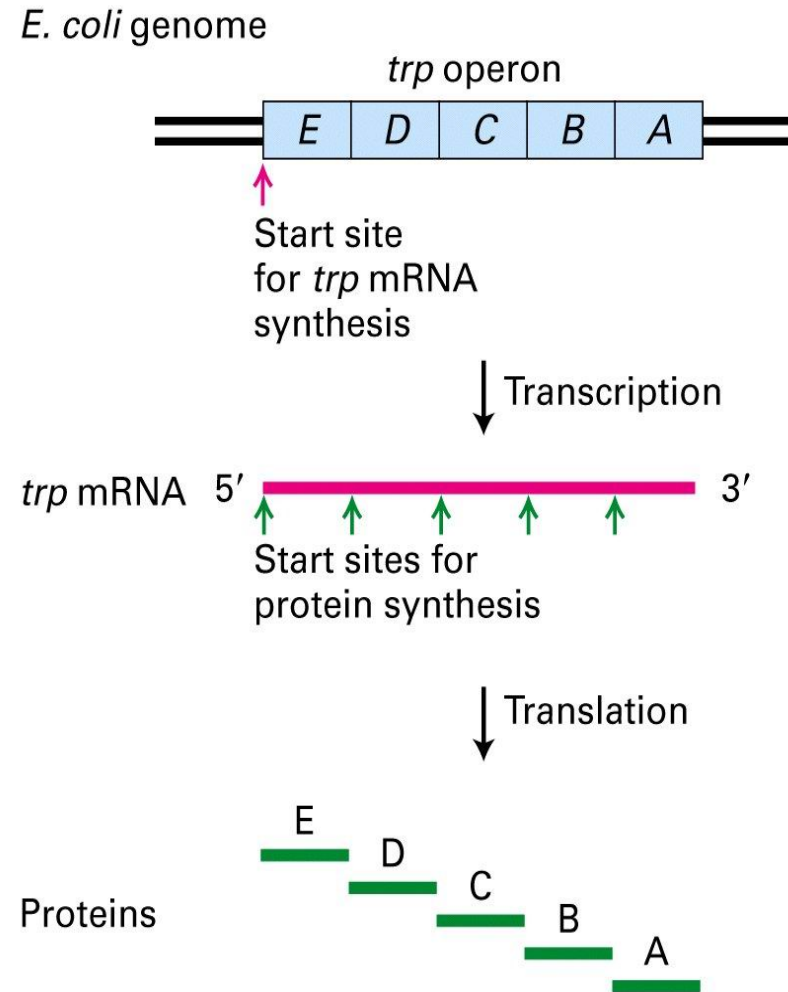 E. coli genome
trp operon
E D C B A
Start site
for trp mRNA
synthesis
Transcription
trp mRNA 5′ 3′
Start sites for
protein synthesis
Translation
E
D
C
B
A
Proteins